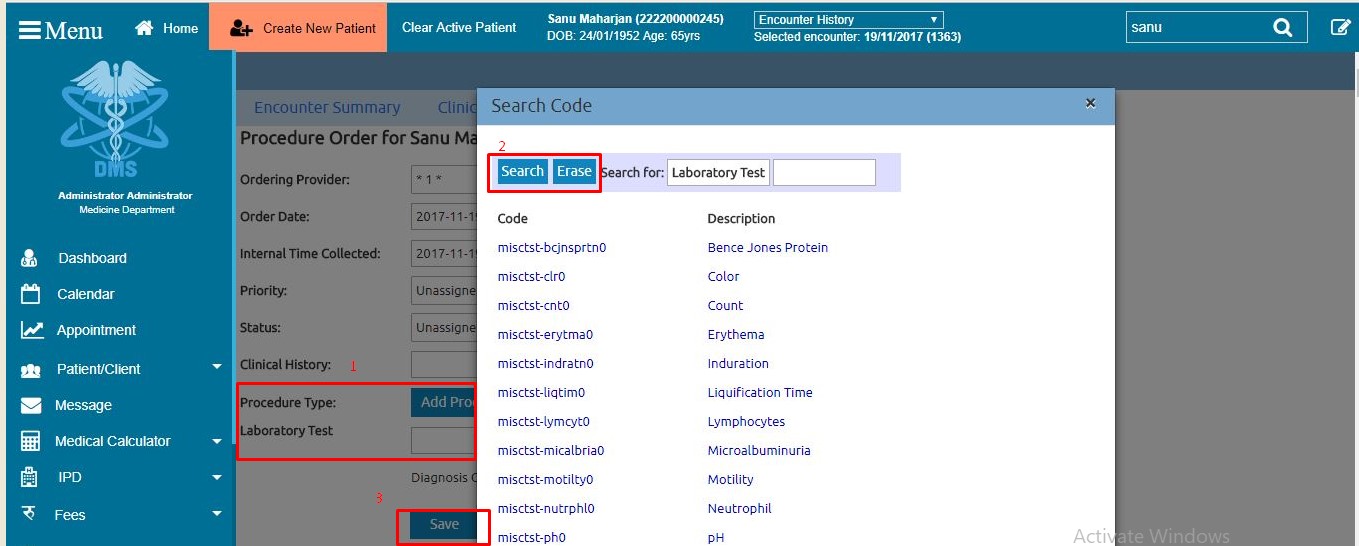 Menu
Home
Create New Patient
Clear Active Patient
Sanu Maharjan (222200000245)
DOB: 24/01/1952 Age: 65yrs
Encounter History
Selected encounter: 19/11/2017 (1363)
sanu
DMS
Administrator Administrator
Medicine Department
Dashboard
Calendar
Appointment
Patient/Client
Message
Medical Calculator
IPD
Fees
Encounter Summary
Procedure Order for Sanu
Ordering Provider:
* 1 *
Order Date:
2017-11-
Internal Time Collected:
2017-11-
Priority:
Unassigne
Status:
Unassigne
Clinical History:
1
Procedure Type:
Add
Laboratory Test
Diagnosis
3
Save
Search Code
×
2
Search Erase Search for: Laboratory Test
Code Description
misctst-bcjnsprtn0 Bence Jones Protein
misctst-clr0 Color
misctst-cnt0 Count
misctst-erytma0 Erythema
misctst-indratn0 Induration
misctst-liqtim0 Liquification Time
misctst-lymcyt0 Lymphocytes
misctst-micalbria0 Microalbuminuria
misctst-motilty0 Motility
misctst-nutrphl0 Neutrophil
misctst-ph0 pH
Activate Windows